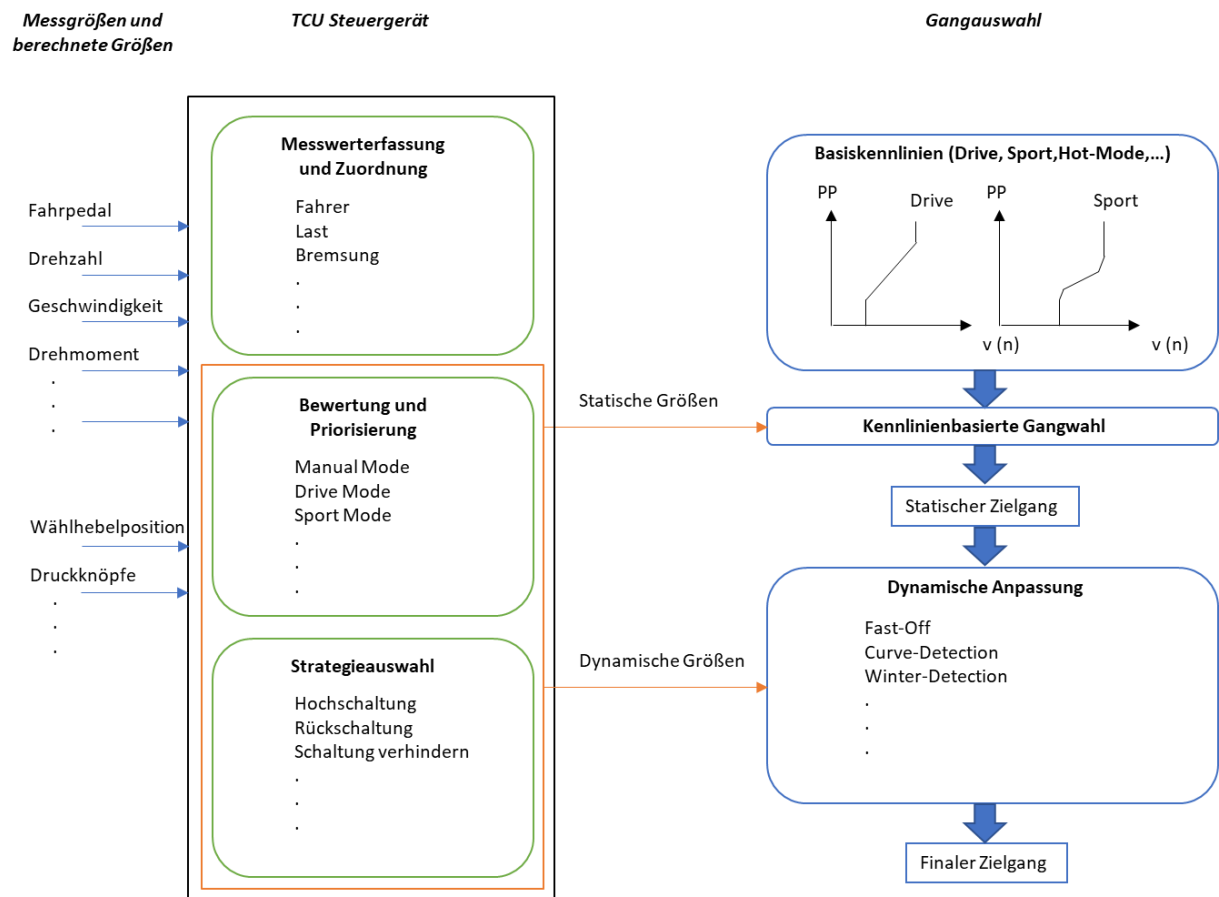 Messgrößen und
berechnete Größen
TCU Steuergerät
Gangauswahl
Fahrpedal
Drehzahl
Geschwindigkeit
Drehmoment
.
.
.
Wählhebelposition
Druckknöpfe
.
.
.
Messwerterfassung
und Zuordnung
Fahrer
Last
Bremsung
.
.
.
Bewertung und
Priorisierung
Manual Mode
Drive Mode
Sport Mode
.
.
.
Strategieauswahl
Hochschaltung
Rückschaltung
Schaltung verhindern
.
.
.
Statische Größen
Dynamische Größen
Basiskennlinien (Drive, Sport,Hot-Mode,...)
PP
Drive
v (n)
PP
Sport
v (n)
Kennlinienbasierte Gangwahl
Statischer Zielgang
Dynamische Anpassung
Fast-Off
Curve-Detection
Winter-Detection
.
.
.
Finaler Zielgang